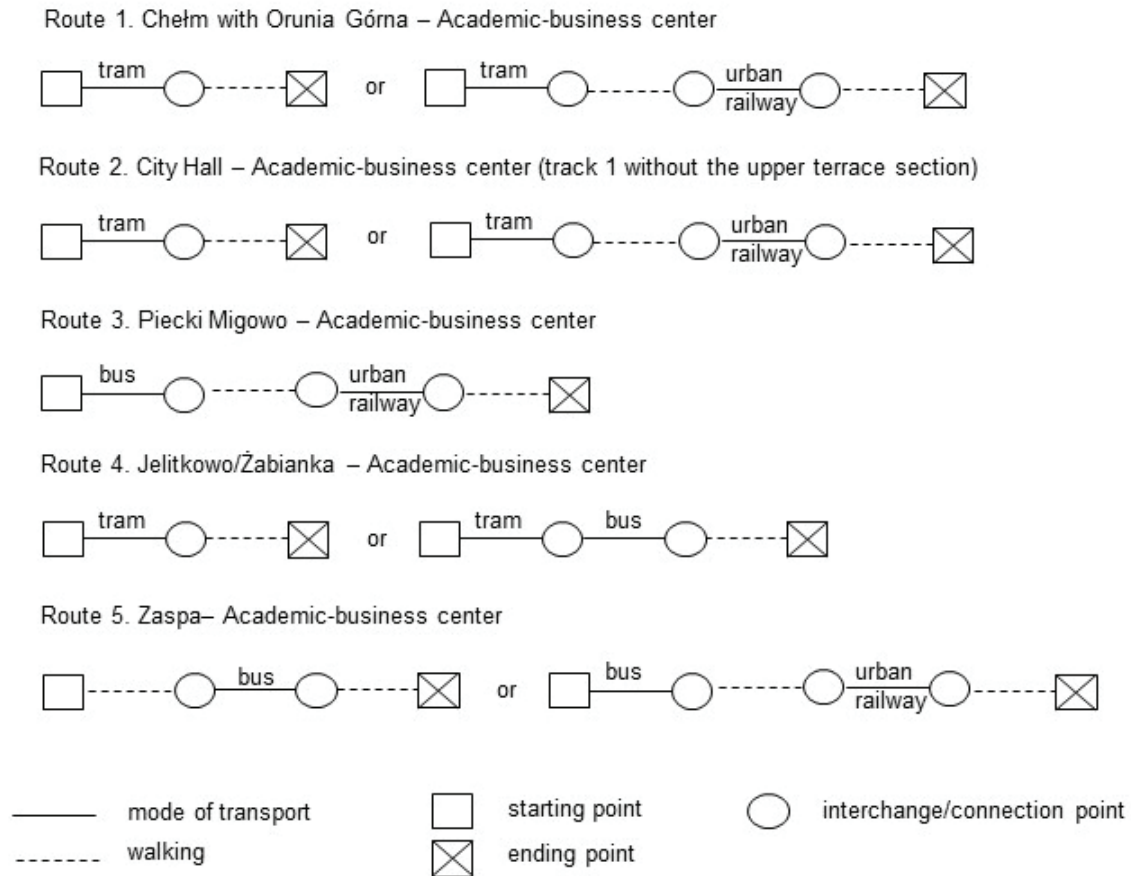 Route 1. Chełm with Orunia Górna – Academic-business center
tram
or
tram
urban
railway
Route 2. City Hall – Academic-business center (track 1 without the upper terrace section)
tram
or
tram
urban
railway
Route 3. Piecki Migowo – Academic-business center
bus
urban
railway
Route 4. Jelitkowo/Żabianka – Academic-business center
tram
or
tram
bus
Route 5. Zaspa– Academic-business center
bus
or
bus
urban
railway
mode of transport
starting point
interchange/connection point
walking
ending point